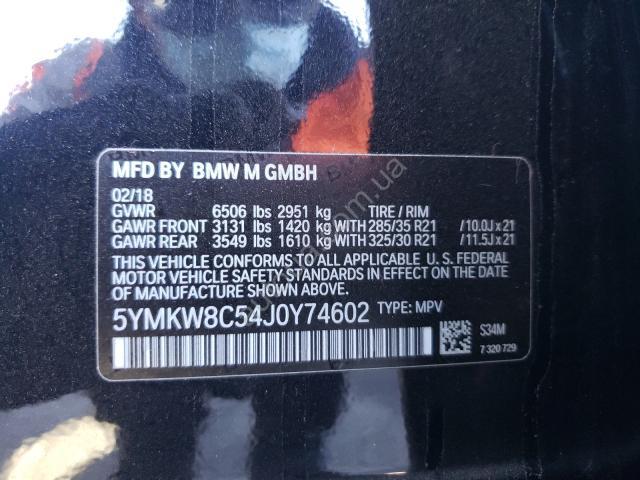 MFD BY BMW M GMBH
02/18
GVWR 6506 lbs 2951 kg TIRE / RIM
GAWR FRONT 3131 lbs 1420 kg WITH 285/35 R21 /10.0J x 21
GAWR REAR 3549 lbs 1610 kg WITH 325/30 R21 /11.5J x 21
THIS VEHICLE CONFORMS TO ALL APPLICABLE U.S. FEDERAL
MOTOR VEHICLE SAFETY STANDARDS IN EFFECT ON THE DATE OF
MANUFACTURE SHOWN ABOVE.
5YMKW8C54J0Y74602 TYPE: MPV
S34M
7 320 729